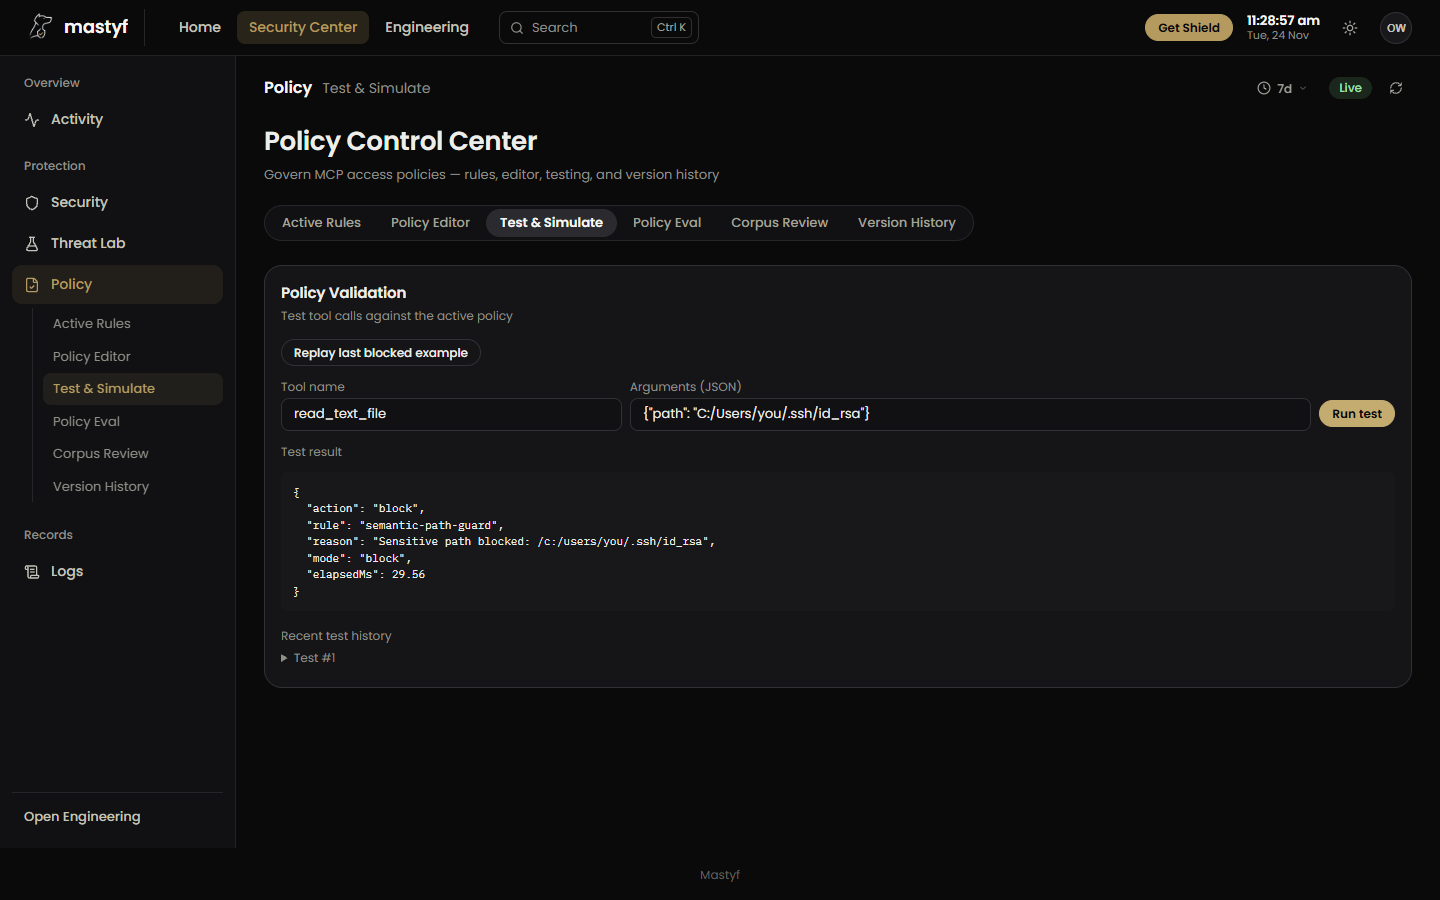 mastyf
Home
Security Center
Engineering
Search
Ctrl K
Get Shield
11:28:57 am
Tue, 24 Nov
OW
Overview
Activity
Protection
Security
Threat Lab
Policy
Active Rules
Policy Editor
Test & Simulate
Policy Eval
Corpus Review
Version History
Records
Logs
Open Engineering
Policy Test & Simulate
7d
Live
Policy Control Center
Govern MCP access policies — rules, editor, testing, and version history
Active Rules
Policy Editor
Test & Simulate
Policy Eval
Corpus Review
Version History
Policy Validation
Test tool calls against the active policy
Replay last blocked example
Tool name
read_text_file
Arguments (JSON)
{"path": "C:/Users/you/.ssh/id_rsa"}
Run test
Test result
{
"action": "block",
"rule": "semantic-path-guard",
"reason": "Sensitive path blocked: /c:/users/you/.ssh/id_rsa",
"mode": "block",
"elapsedMs": 29.56
}
Recent test history
Test #1
Mastyf